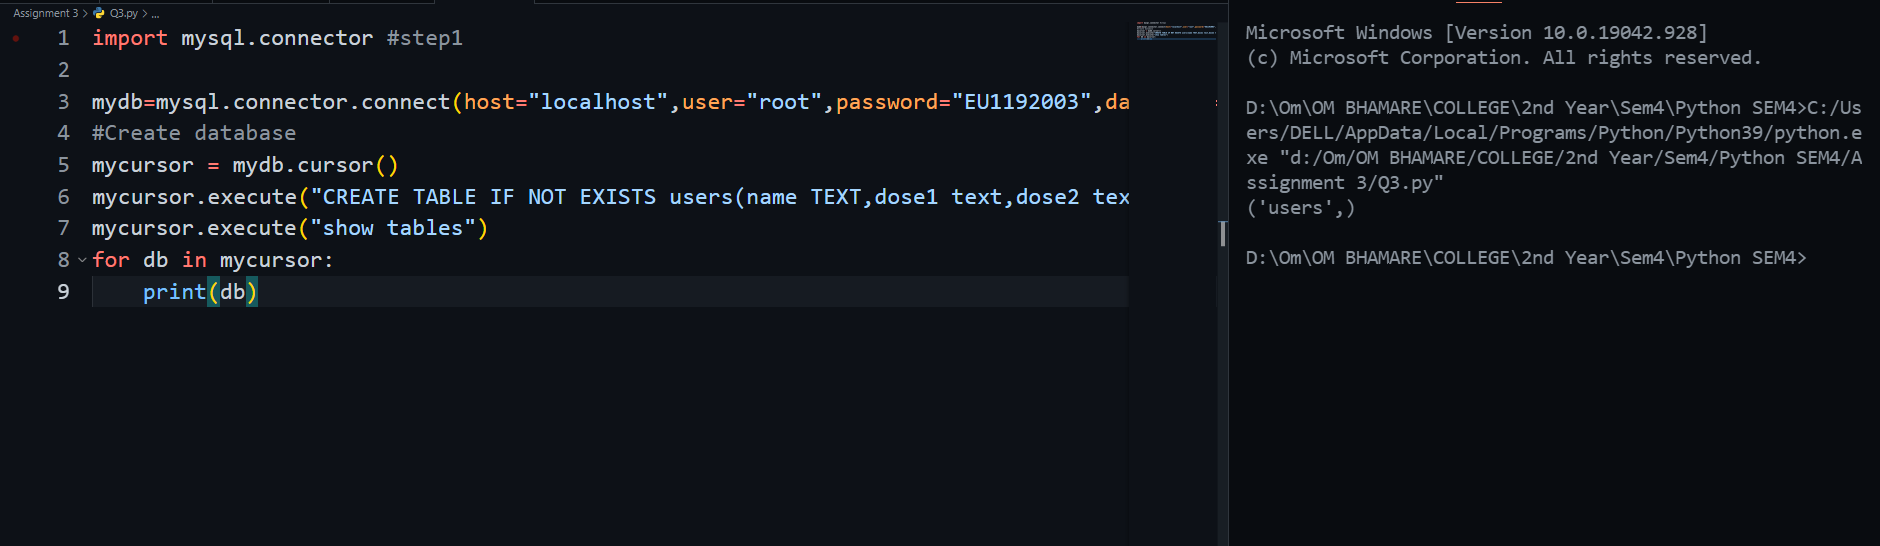 Assignment 3 > Q3.py > ...
1 import mysql.connector #step1
2
3 mydb=mysql.connector.connect(host="localhost",user="root",password="EU1192003",da =
4 #Create database
5 mycursor = mydb.cursor()
6 mycursor.execute("CREATE TABLE IF NOT EXISTS users(name TEXT,dose1 text,dose2 tex
7 mycursor.execute("show tables")
8 for db in mycursor:
9 print(db)
Microsoft Windows [Version 10.0.19042.928]
(c) Microsoft Corporation. All rights reserved.
D:\Om\OM BHAMARE\COLLEGE\2nd Year\Sem4\Python SEM4>C:/Us
ers/DELL/AppData/Local/Programs/Python/Python39/python.e
xe "d:/Om/OM BHAMARE/COLLEGE/2nd Year/Sem4/Python SEM4/A
ssignment 3/Q3.py"
('users',)
D:\Om\OM BHAMARE\COLLEGE\2nd Year\Sem4\Python SEM4>